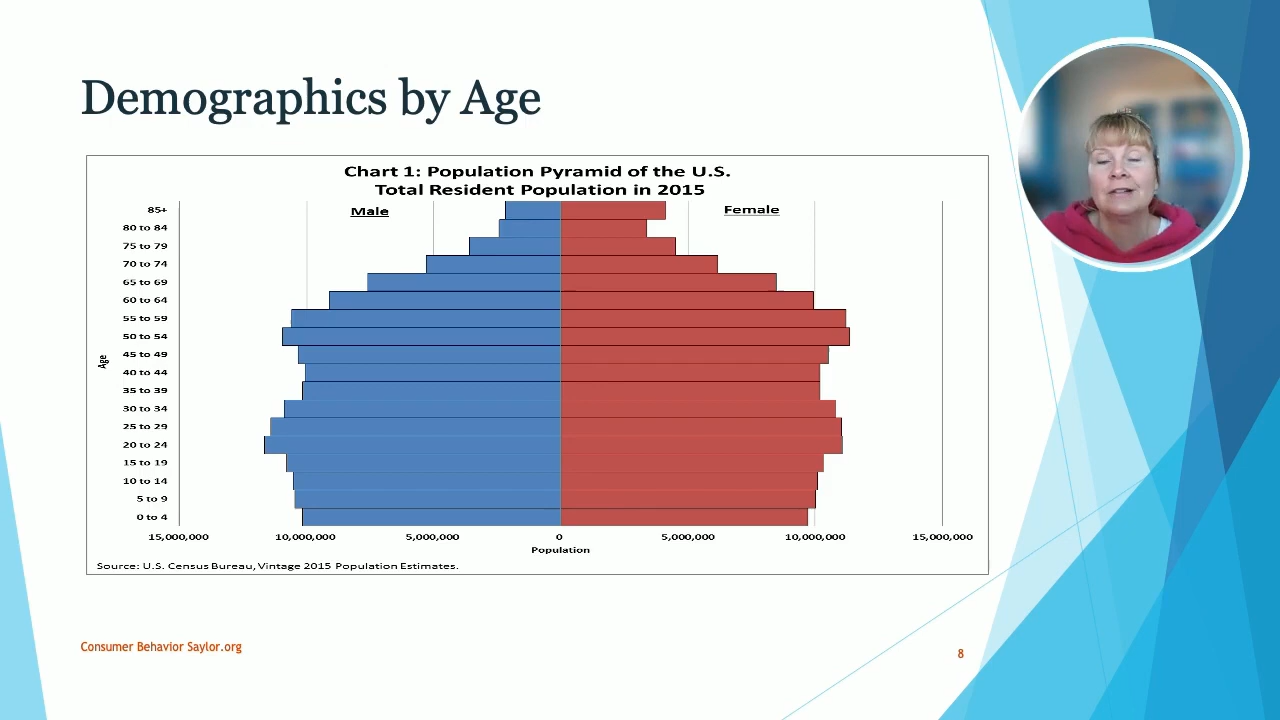 Demographics by Age
Chart 1: Population Pyramid of the U.S.
Total Resident Population in 2015
Male
Female
85+
80 to 84
75 to 79
70 to 74
65 to 69
60 to 64
55 to 59
50 to 54
45 to 49
40 to 44
35 to 39
30 to 34
25 to 29
20 to 24
15 to 19
10 to 14
5 to 9
0 to 4
Age
15,000,000 10,000,000 5,000,000 0 5,000,000 10,000,000 15,000,000
Population
Source: U.S. Census Bureau, Vintage 2015 Population Estimates.
Consumer Behavior Saylor.org
8